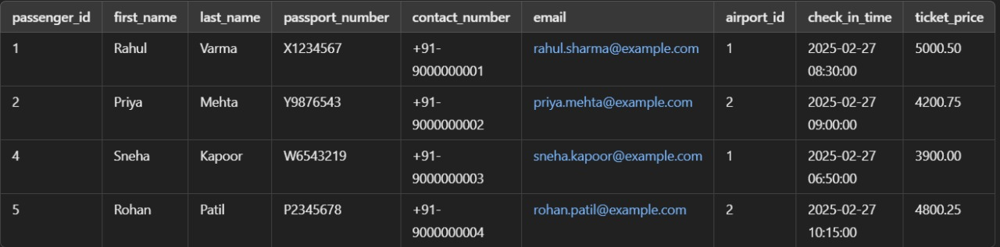 passenger_id first_name last_name passport_number contact_number email airport_id check_in_time ticket_price
1 Rahul Varma X1234567 +91- rahul.sharma@example.com 1 2025-02-27 5000.50
9000000001 08:30:00
2 Priya Mehta Y9876543 +91- priya.mehta@example.com 2 2025-02-27 4200.75
9000000002 09:00:00
4 Sneha Kapoor W6543219 +91- sneha.kapoor@example.com 1 2025-02-27 3900.00
9000000003 06:50:00
5 Rohan Patil P2345678 +91- rohan.patil@example.com 2 2025-02-27 4800.25
9000000004 10:15:00